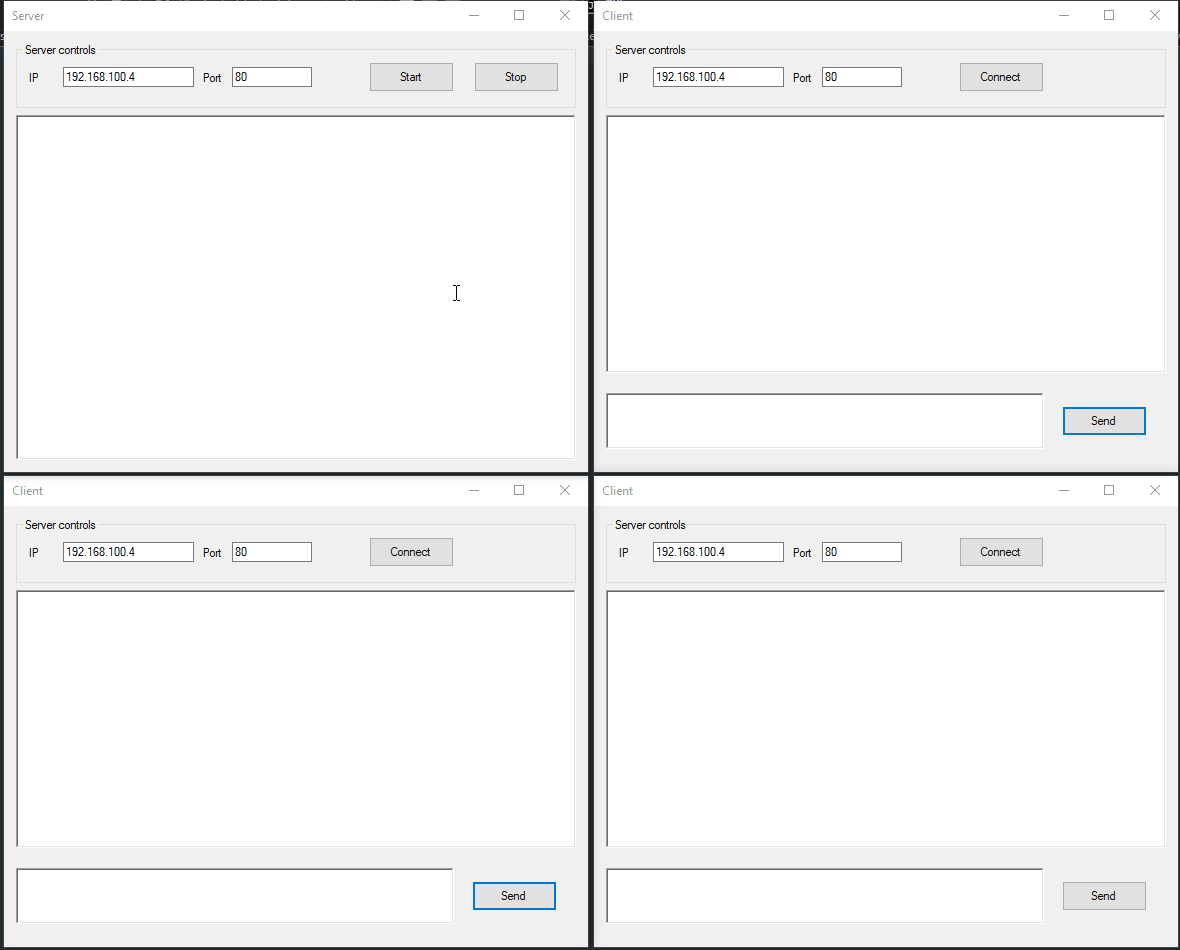 Server
Server controls
IP 192.168.100.4 Port 80 Start Stop
Client
Server controls
IP 192.168.100.4 Port 80 Connect
Send
Client
Server controls
IP 192.168.100.4 Port 80 Connect
Send
Client
Server controls
IP 192.168.100.4 Port 80 Connect
Send